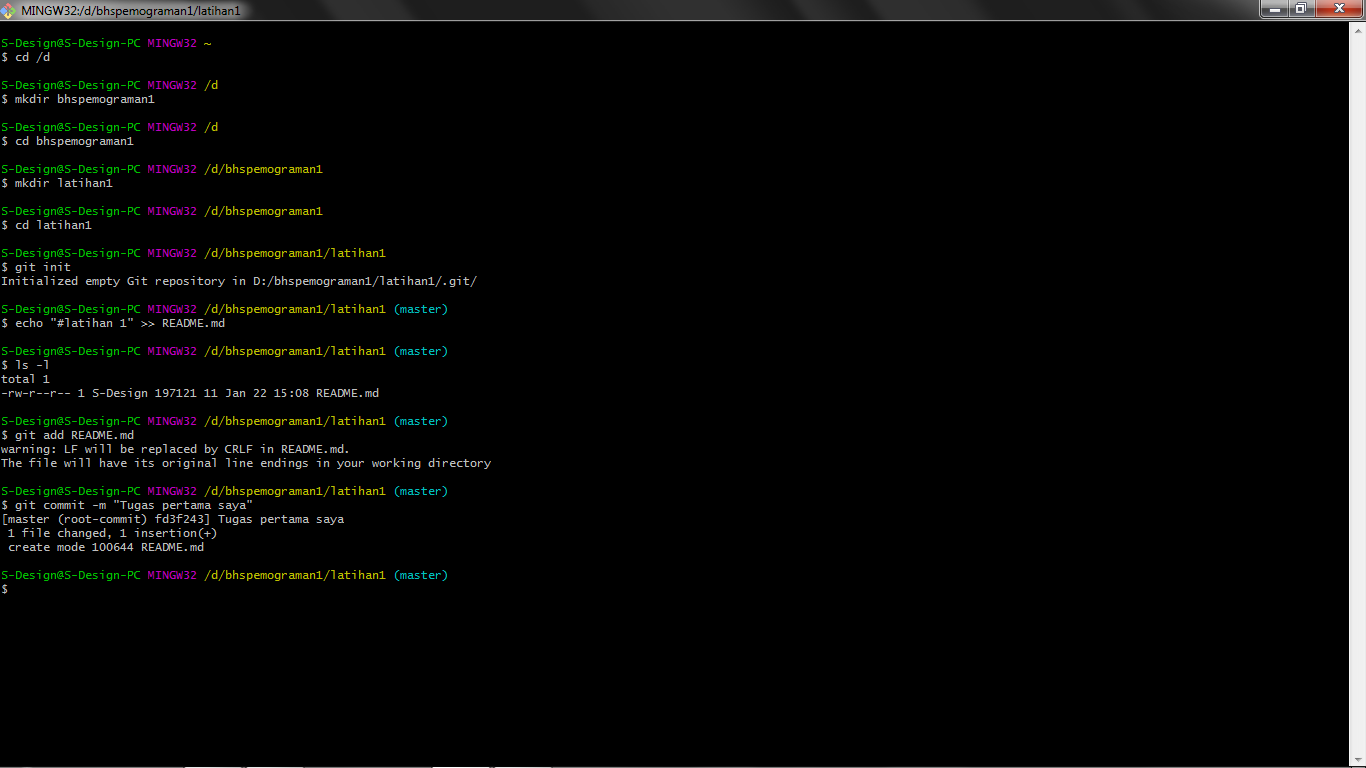 MINGW32:/d/bhspemograman1/latihan1
S-Design@S-Design-PC MINGW32 ~
$ cd /d
S-Design@S-Design-PC MINGW32 /d
$ mkdir bhspemograman1
S-Design@S-Design-PC MINGW32 /d
$ cd bhspemograman1
S-Design@S-Design-PC MINGW32 /d/bhspemograman1
$ mkdir latihan1
S-Design@S-Design-PC MINGW32 /d/bhspemograman1
$ cd latihan1
S-Design@S-Design-PC MINGW32 /d/bhspemograman1/latihan1
$ git init
Initialized empty Git repository in D:/bhspemograman1/latihan1/.git/
S-Design@S-Design-PC MINGW32 /d/bhspemograman1/latihan1 (master)
$ echo "#latihan 1" >> README.md
S-Design@S-Design-PC MINGW32 /d/bhspemograman1/latihan1 (master)
$ ls -l
total 1
-rw-r--r-- 1 S-Design 197121 11 Jan 22 15:08 README.md
S-Design@S-Design-PC MINGW32 /d/bhspemograman1/latihan1 (master)
$ git add README.md
warning: LF will be replaced by CRLF in README.md.
The file will have its original line endings in your working directory
S-Design@S-Design-PC MINGW32 /d/bhspemograman1/latihan1 (master)
$ git commit -m "Tugas pertama saya"
[master (root-commit) fd3f243] Tugas pertama saya
 1 file changed, 1 insertion(+)
 create mode 100644 README.md
S-Design@S-Design-PC MINGW32 /d/bhspemograman1/latihan1 (master)
$